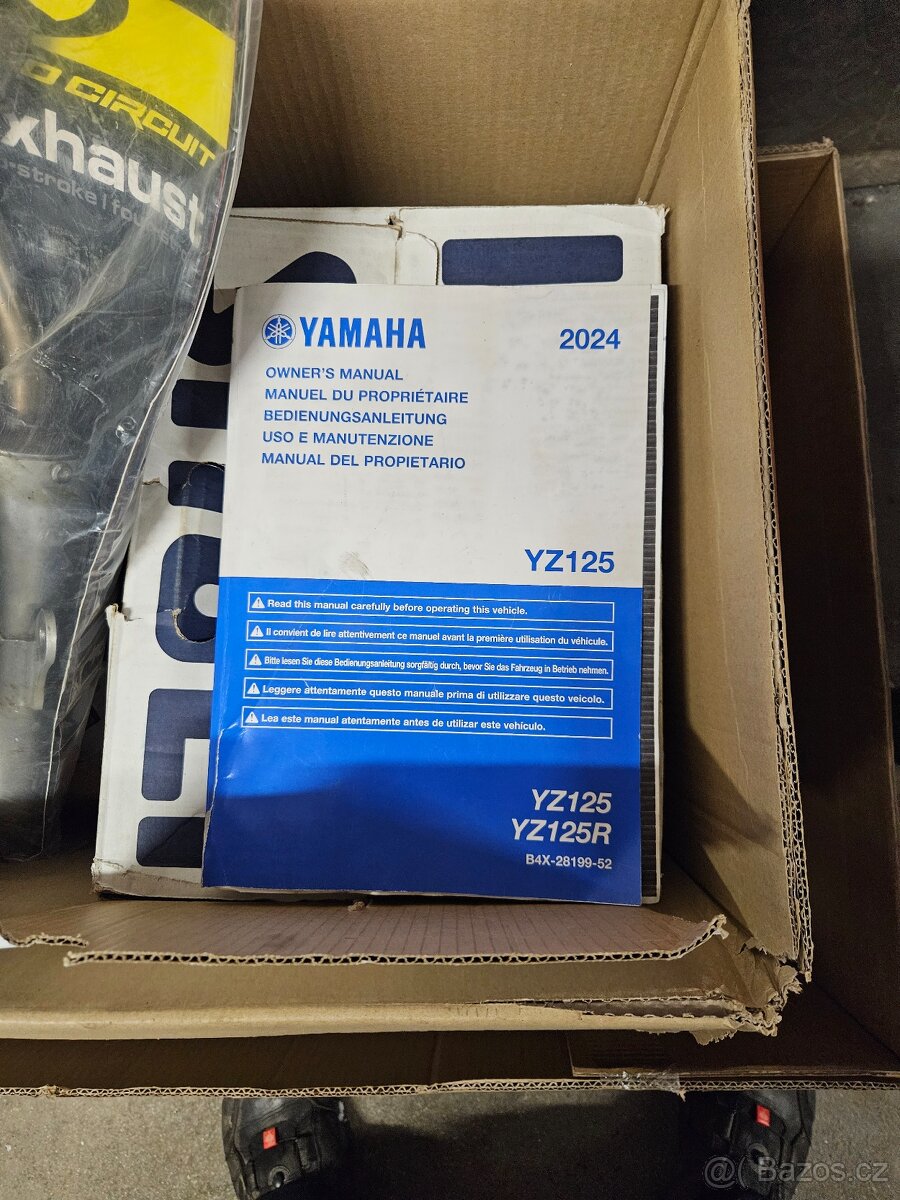 O CIRCUIT
xhaust
stroke | fou
YAMAHA
2024
OWNER'S MANUAL
MANUEL DU PROPRIÉTAIRE
BEDIENUNGSANLEITUNG
USO E MANUTENZIONE
MANUAL DEL PROPIETARIO
YZ125
Read this manual carefully before operating this vehicle.
Il convient de lire attentivement ce manuel avant la première utilisation du véhicule.
Bitte lesen Sie diese Bedienungsanleitung sorgfältig durch, bevor Sie das Fahrzeug in Betrieb nehmen.
Leggere attentamente questo manuale prima di utilizzare questo veicolo.
Lea este manual atentamente antes de utilizar este vehículo.
YZ125
YZ125R
B4X-28199-52
@ Bazos.cz